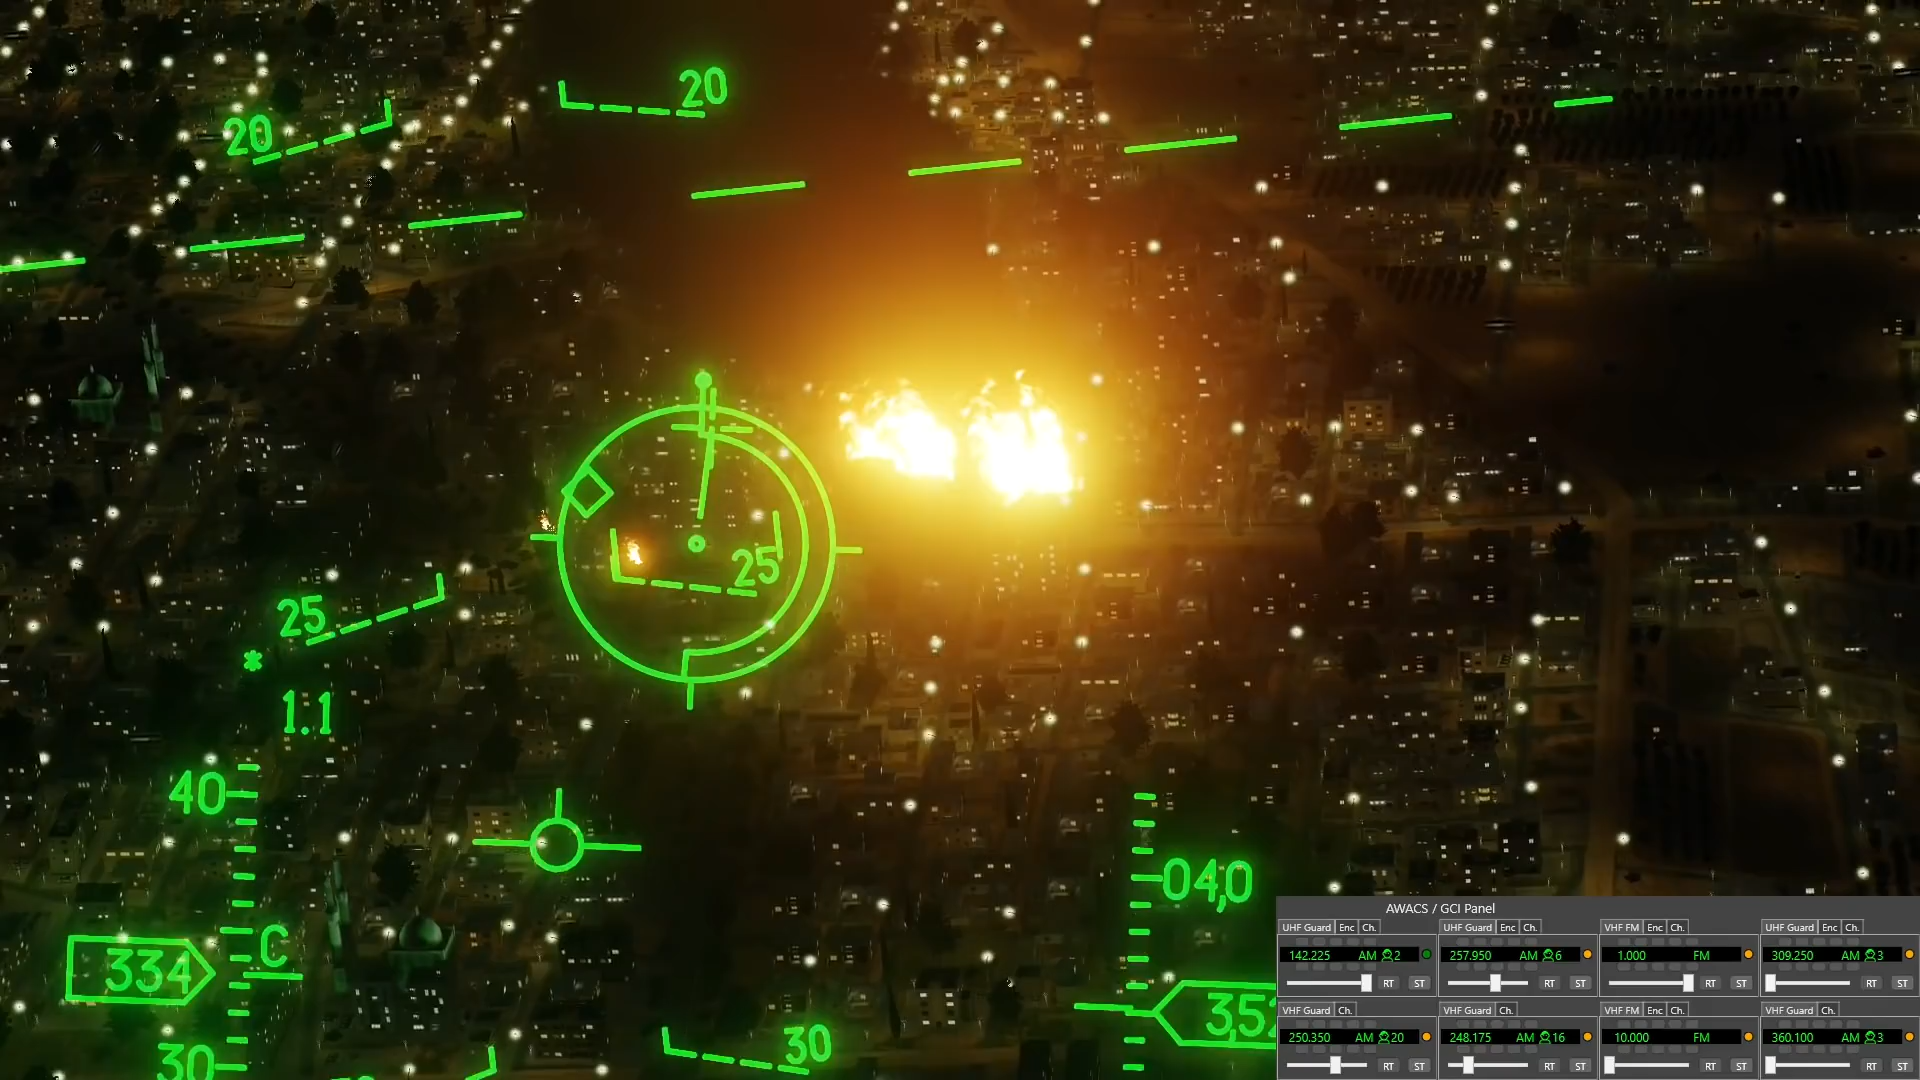 20
20
25
25
*
1.1
40
04,0
C
334
30
30
AWACS / GCI Panel
UHF Guard Enc Ch. UHF Guard Enc Ch. VHF FM Enc Ch. UHF Guard Enc Ch.
142.225 AM 2 257.950 AM 6 1.000 FM 309.250 AM 3
RT ST RT ST RT ST RT ST
VHF Guard Ch. VHF Guard Ch. VHF FM Enc Ch. VHF Guard Ch.
250.350 AM 20 248.175 AM 16 10.000 FM 360.100 AM 3
RT ST RT ST RT ST RT ST